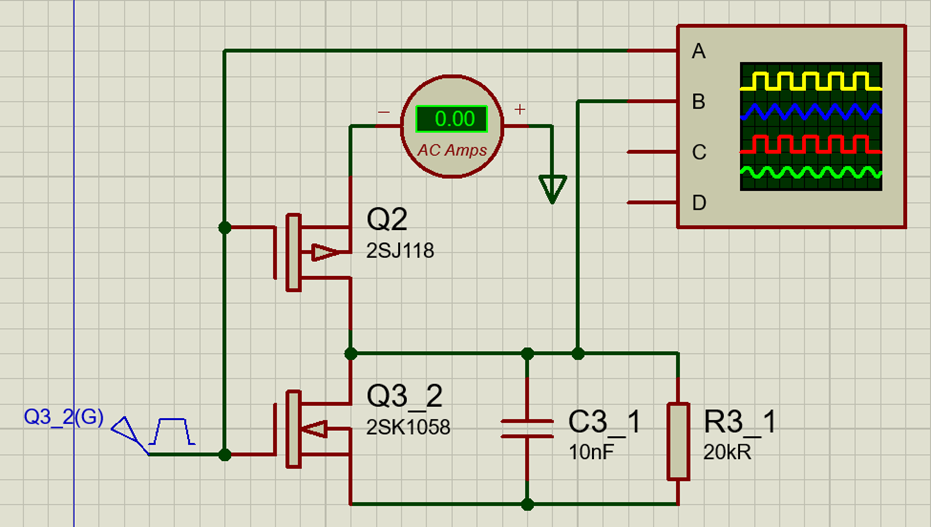 A
B
C
D
−
+
0.00
AC Amps
Q2
2SJ118
Q3_2(G)
Q3_2
2SK1058
C3_1
10nF
R3_1
20kR